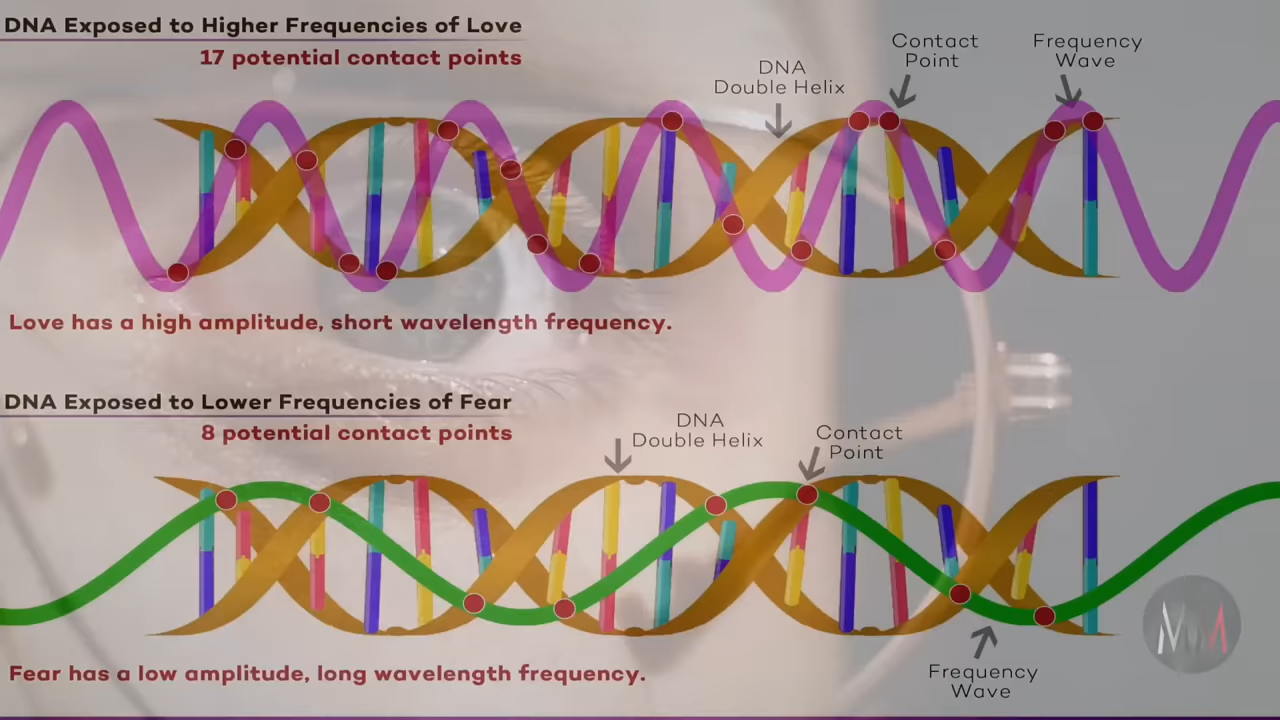 DNA Exposed to Higher Frequencies of Love
17 potential contact points
DNA
Double Helix
Contact
Point
Frequency
Wave
Love has a high amplitude, short wavelength frequency.
DNA Exposed to Lower Frequencies of Fear
8 potential contact points
DNA
Double Helix
Contact
Point
Fear has a low amplitude, long wavelength frequency.
Frequency
Wave